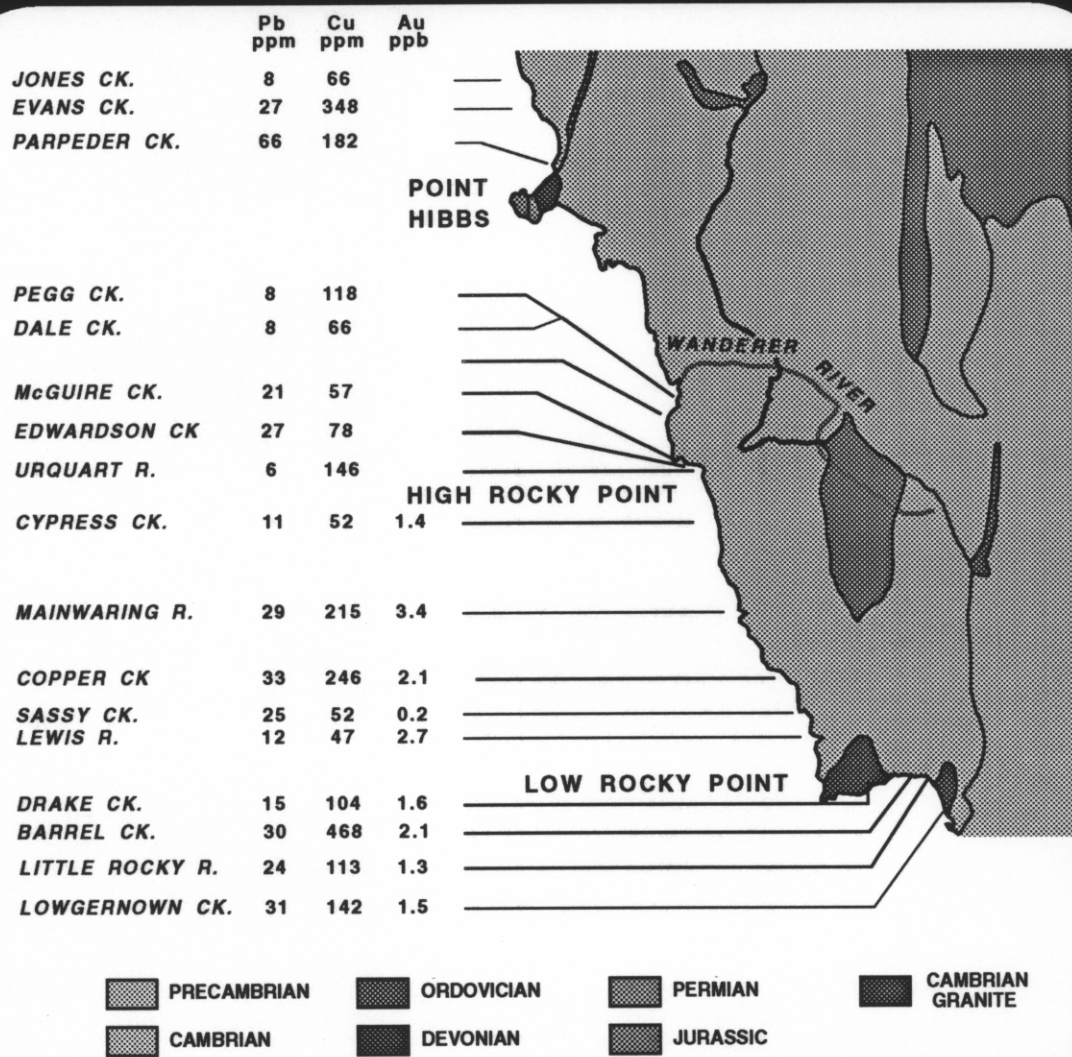 Pb Cu Au
ppm ppm ppb
JONES CK. 8 66
EVANS CK. 27 348
PARPEDER CK. 66 182
POINT
HIBBS
PEGG CK. 8 118
DALE CK. 8 66
WANDERER
RIVER
McGUIRE CK. 21 57
EDWARDSON CK 27 78
URQUART R. 6 146
HIGH ROCKY POINT
CYPRESS CK. 11 52 1.4
MAINWARING R. 29 215 3.4
COPPER CK 33 246 2.1
SASSY CK. 25 52 0.2
LEWIS R. 12 47 2.7
LOW ROCKY POINT
DRAKE CK. 15 104 1.6
BARREL CK. 30 468 2.1
LITTLE ROCKY R. 24 113 1.3
LOWGERNOWN CK. 31 142 1.5
PRECAMBRIAN ORDOVICIAN PERMIAN CAMBRIAN
GRANITE
CAMBRIAN DEVONIAN JURASSIC